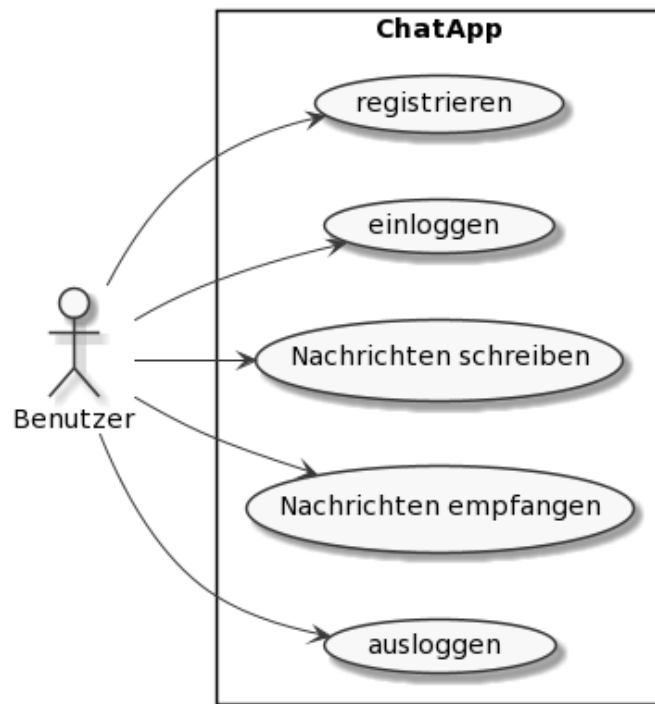 ChatApp
registrieren
einloggen
Nachrichten schreiben
Benutzer
Nachrichten empfangen
ausloggen